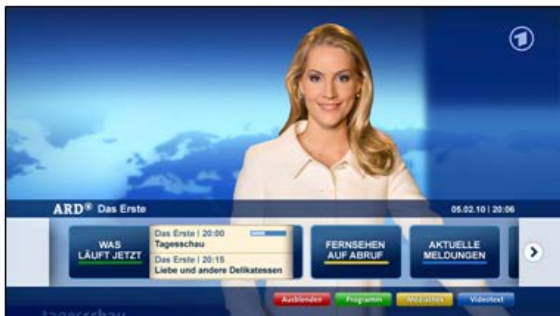 ARD Das Erste
05.02.10 | 20:06
WAS
LÄUFT JETZT
Das Erste | 20:00
Tagesschau
Das Erste | 20:15
Liebe und andere Delikatessen
FERNSEHEN
AUF ABRUF
AKTUELLE
MELDUNGEN
Ausblenden
Programm
Mediathek
Videotext
tagesschau